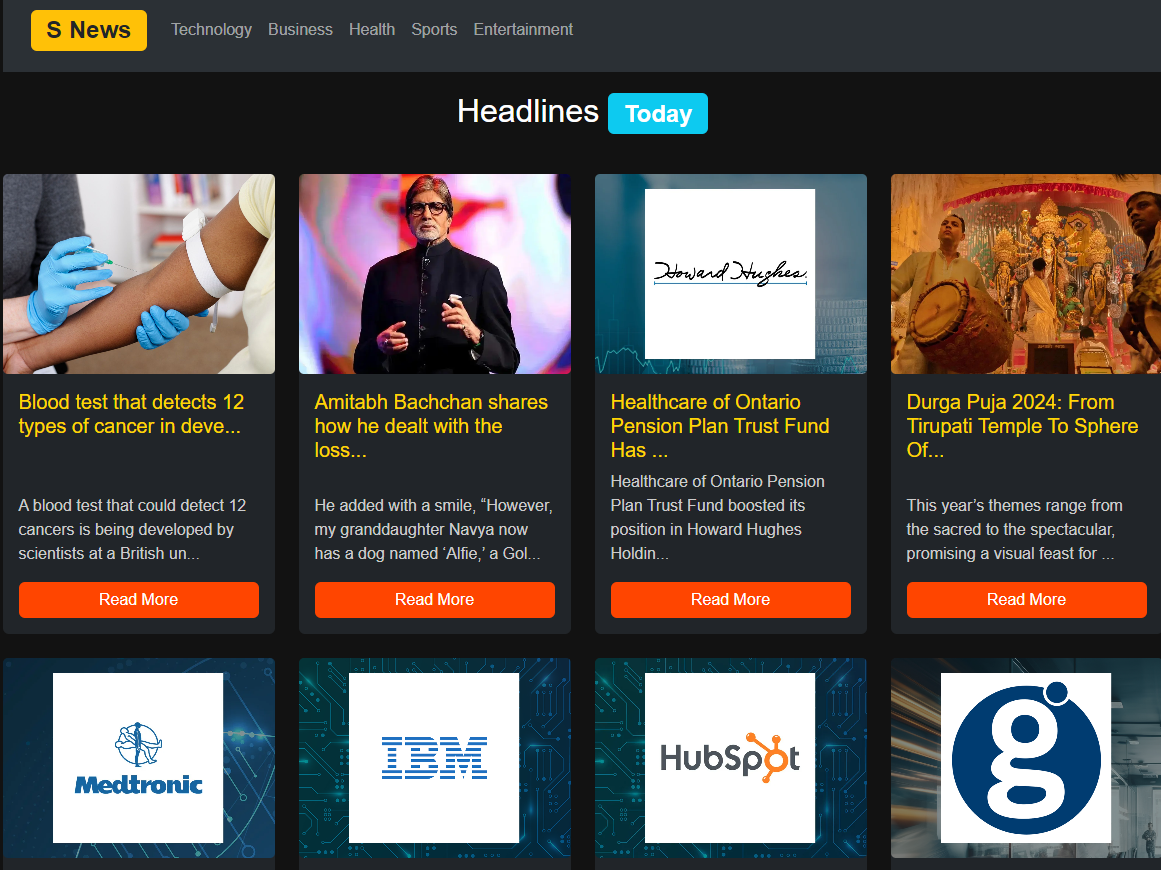 S News
Technology
Business
Health
Sports
Entertainment
Headlines Today
Howard Hughes.
Blood test that detects 12
types of cancer in deve...
A blood test that could detect 12
cancers is being developed by
scientists at a British un...
Read More
Amitabh Bachchan shares
how he dealt with the
loss...
He added with a smile, “However,
my granddaughter Navya now
has a dog named ‘Alfie,’ a Gol...
Read More
Healthcare of Ontario
Pension Plan Trust Fund
Has ...
Healthcare of Ontario Pension
Plan Trust Fund boosted its
position in Howard Hughes
Holdin...
Read More
Durga Puja 2024: From
Tirupati Temple To Sphere
Of...
This year’s themes range from
the sacred to the spectacular,
promising a visual feast for ...
Read More
Medtronic
IBM
HubSpot
g